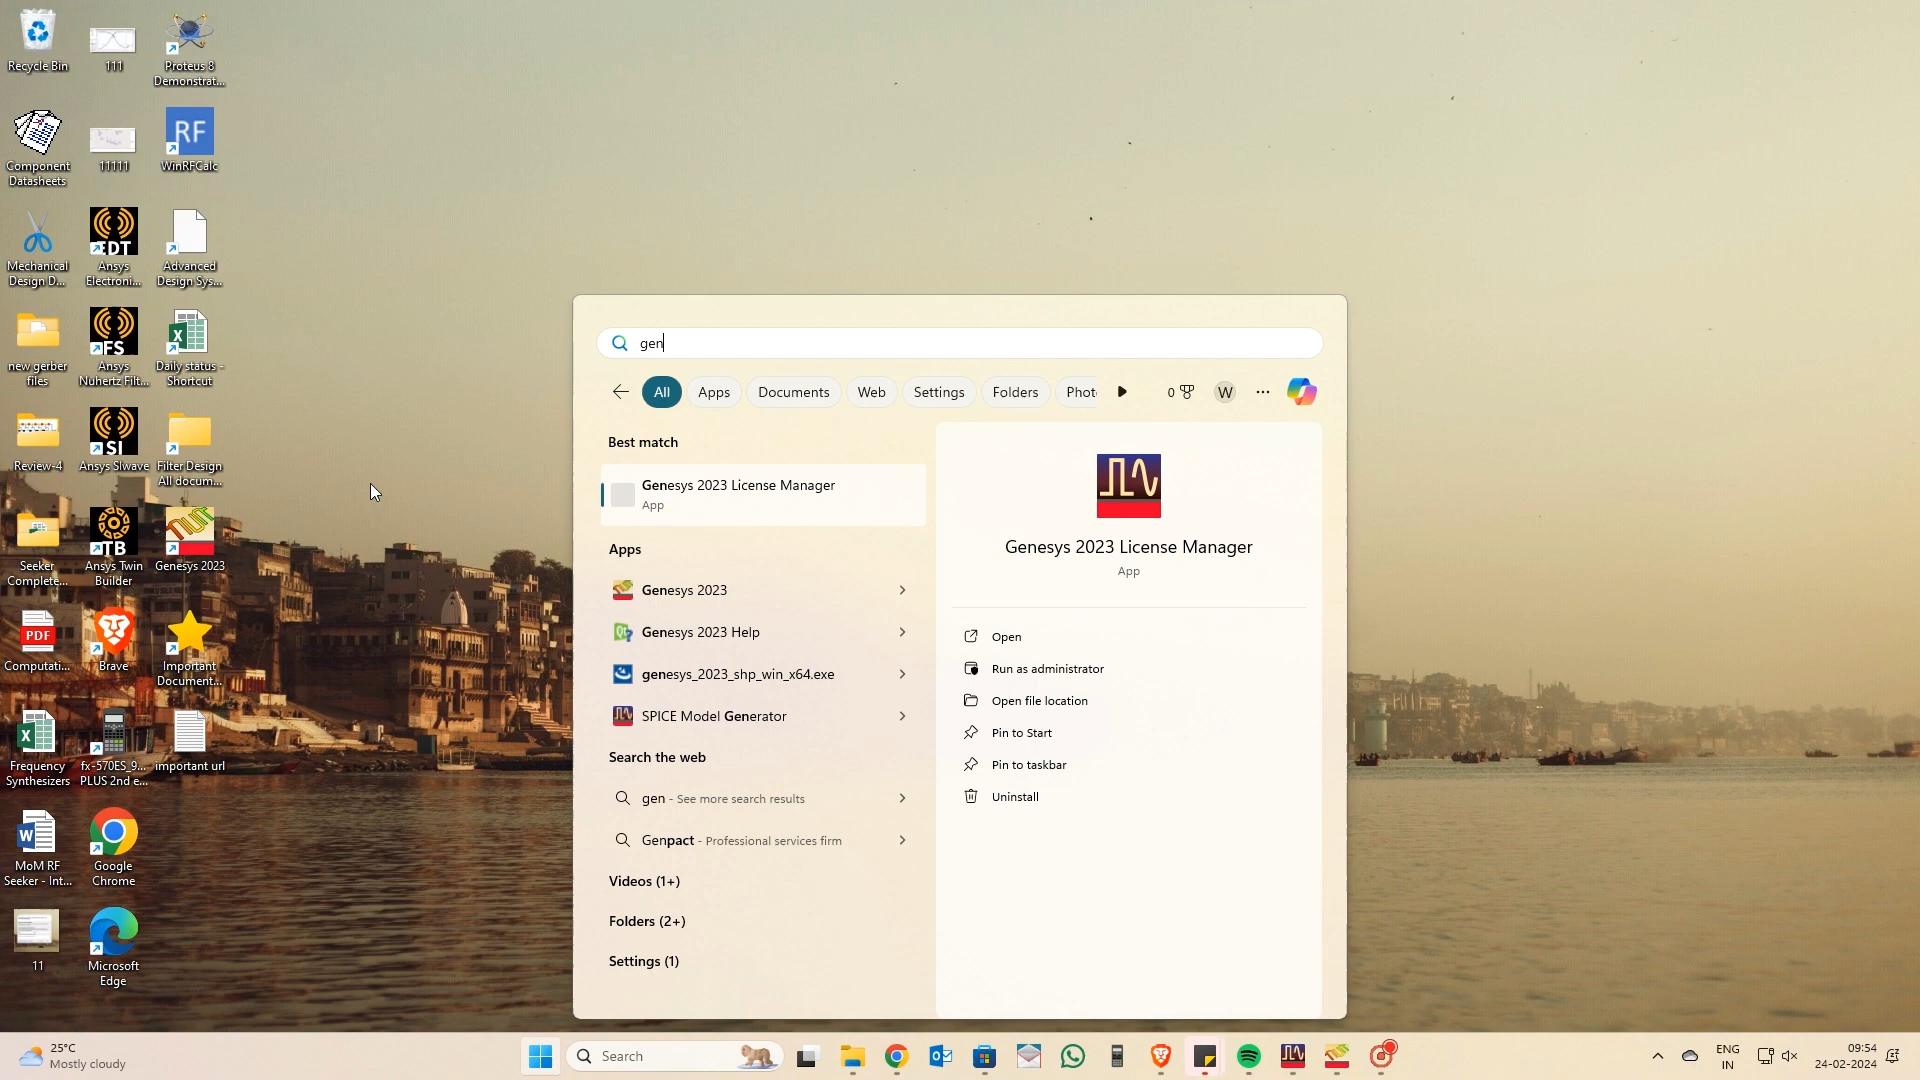 Recycle Bin
111
Proteus 8
Demonstrat...
Component
Datasheets
11111
RF
WinRFCalc
Mechanical
Design D...
EDT
Ansys
Electroni...
Advanced
Design Sys...
new gerber
files
FS
Ansys
Nuhertz Filt...
Daily status -
Shortcut
Review-4
SI
Ansys SIwave
Filter Design
All docum...
Seeker
Complete...
TB
Ansys Twin
Builder
Genesys 2023
PDF
Computati...
Brave
Important
Document...
Frequency
Synthesizers
fx-570ES_9...
PLUS 2nd e...
important url
MoM RF
Seeker - Int...
Google
Chrome
11
Microsoft
Edge
gen
All
Apps
Documents
Web
Settings
Folders
Phot
0
W
Best match
Genesys 2023 License Manager
App
Apps
Genesys 2023
Genesys 2023 Help
genesys_2023_shp_win_x64.exe
SPICE Model Generator
Search the web
gen - See more search results
Genpact - Professional services firm
Videos (1+)
Folders (2+)
Settings (1)
Genesys 2023 License Manager
App
Open
Run as administrator
Open file location
Pin to Start
Pin to taskbar
Uninstall
25°C
Mostly cloudy
Search
ENG
IN
09:54
24-02-2024